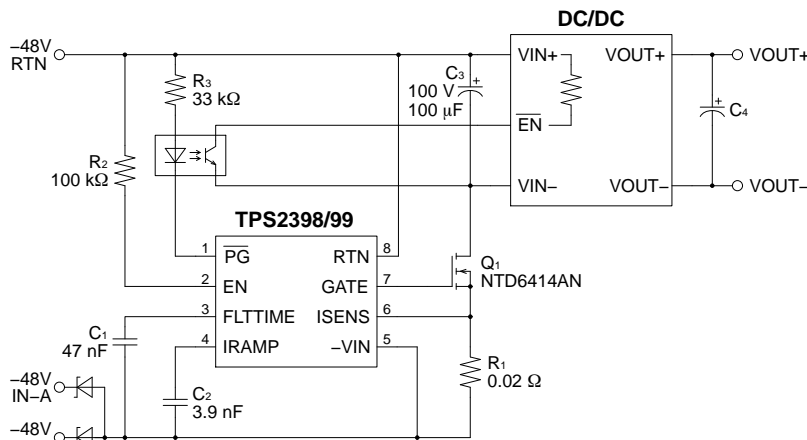 DC/DC
−48V
RTN
R3
33 kΩ
C3
100 V
100 μF
+
VIN+
VOUT+
VOUT+
EN
+
C4
R2
100 kΩ
VIN-
VOUT−
VOUT−
TPS2398/99
1
PG
RTN
8
2
EN
GATE
7
Q1
NTD6414AN
3
FLTTIME
ISENS
6
C1
47 nF
4
IRAMP
−VIN
5
R1
0.02 Ω
−48V
IN−A
C2
3.9 nF
−48V